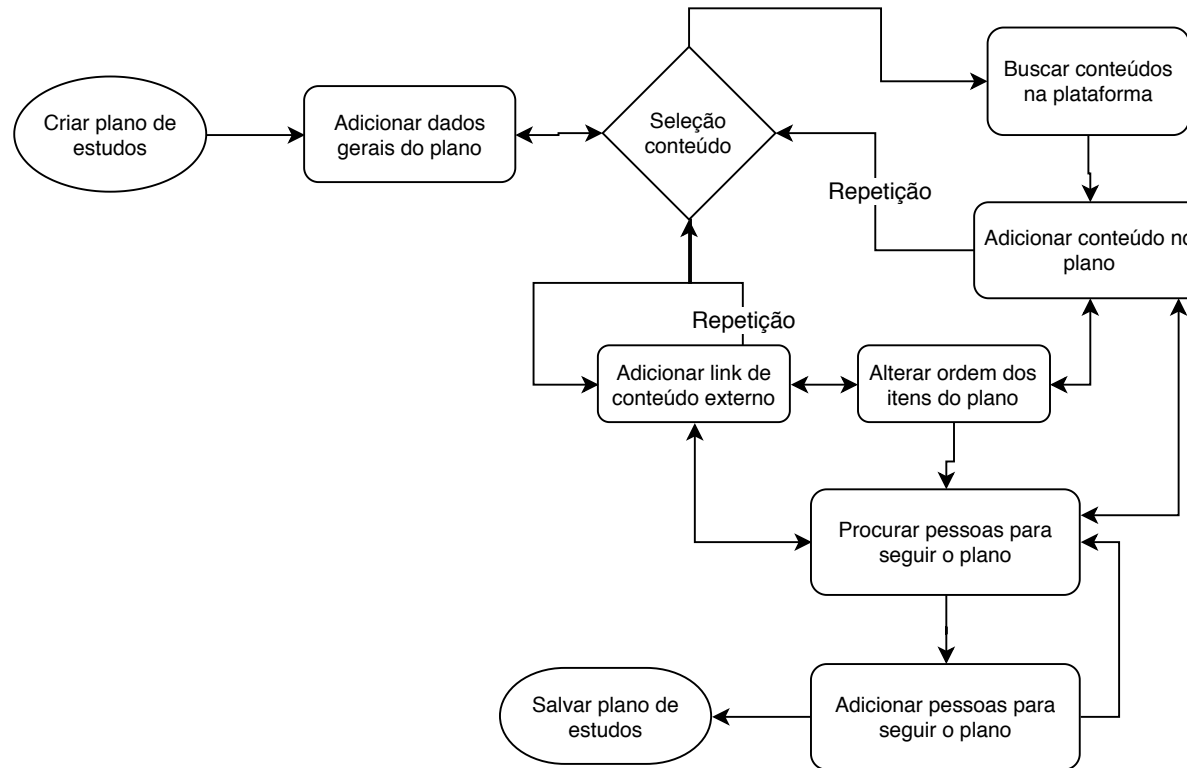 Criar plano de
estudos
Adicionar dados
gerais do plano
Seleção
conteúdo
Buscar conteúdos
na plataforma
Repetição
Adicionar conteúdo no
plano
Repetição
Adicionar link de
conteúdo externo
Alterar ordem dos
itens do plano
Procurar pessoas para
seguir o plano
Adicionar pessoas para
seguir o plano
Salvar plano de
estudos